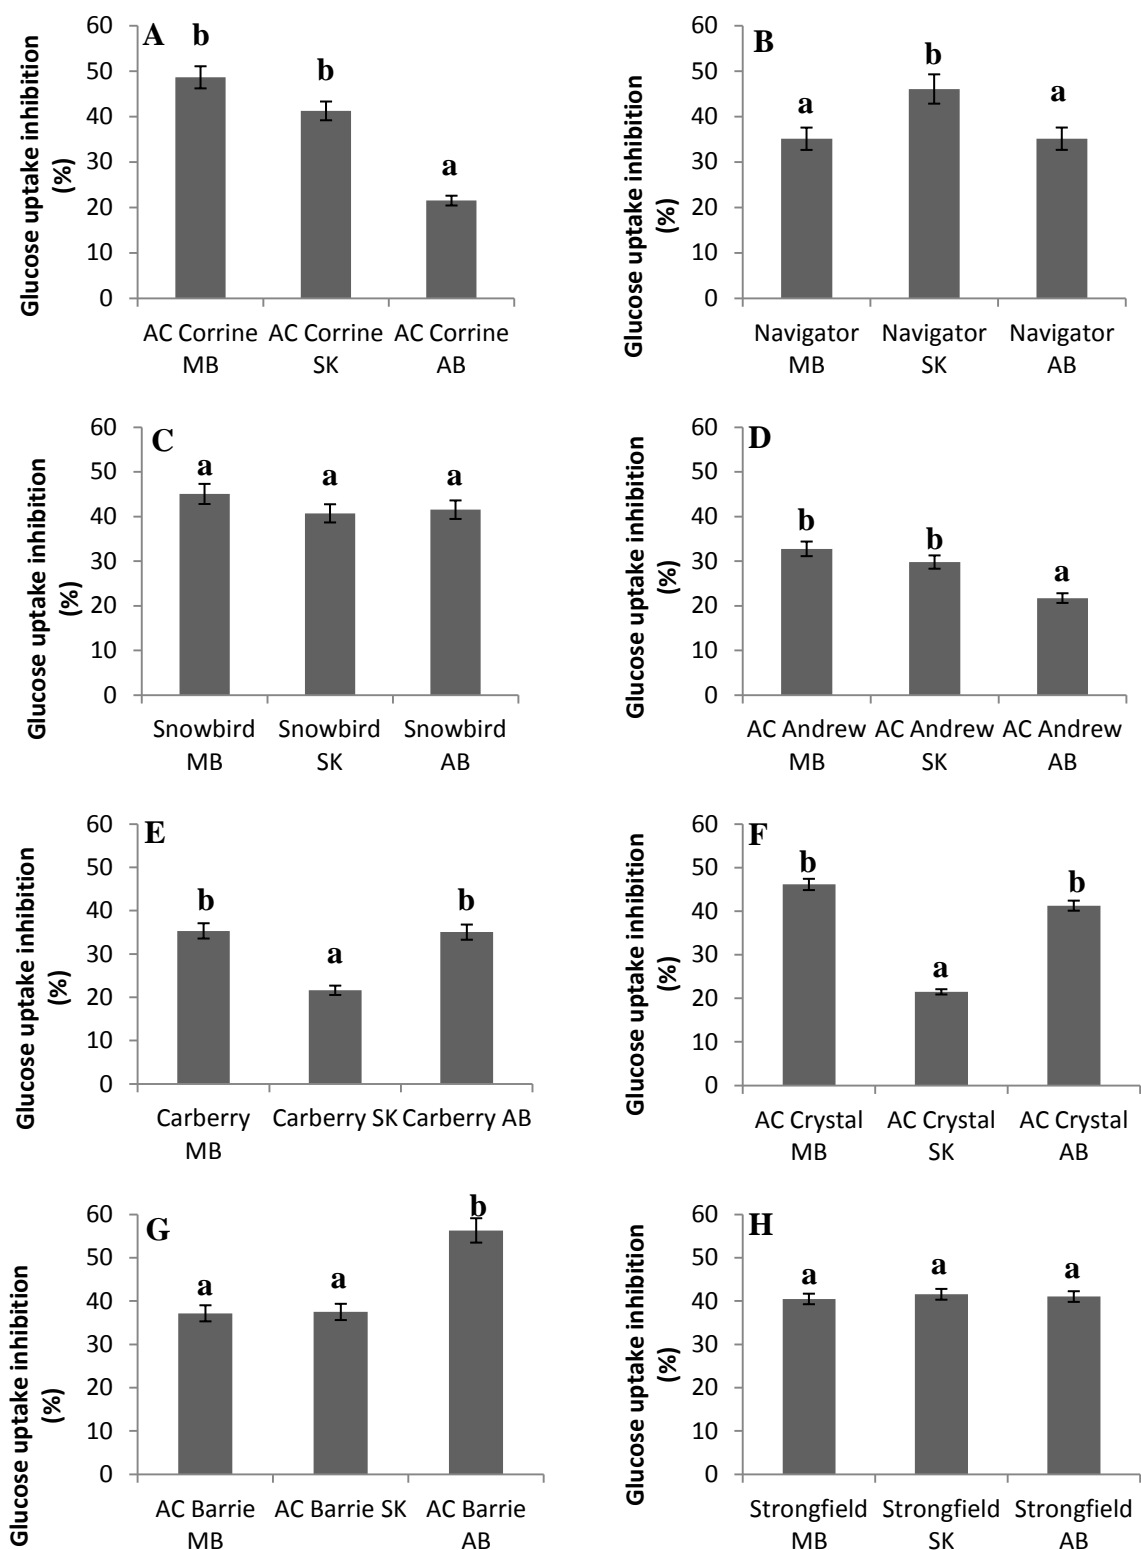 A
Glucose uptake inhibition
(%)
60
50
40
30
20
10
0
b
b
a
AC Corrine AC Corrine AC Corrine
MB SK AB
B
Glucose uptake inhibition
(%)
60
50
40
30
20
10
0
a
b
a
Navigator Navigator Navigator
MB SK AB
C
Glucose uptake inhibition
(%)
60
50
40
30
20
10
0
a
a
a
Snowbird Snowbird Snowbird
MB SK AB
D
Glucose uptake inhibition
(%)
60
50
40
30
20
10
0
b
b
a
AC Andrew AC Andrew AC Andrew
MB SK AB
E
Glucose uptake inhibition
(%)
60
50
40
30
20
10
0
b
a
b
Carberry Carberry SK Carberry AB
MB
F
Glucose uptake inhibition
(%)
60
50
40
30
20
10
0
b
a
b
AC Crystal AC Crystal AC Crystal
MB SK AB
G
Glucose uptake inhibition
(%)
60
50
40
30
20
10
0
a
a
b
AC Barrie AC Barrie SK AC Barrie
MB AB
H
Glucose uptake inhibition
(%)
60
50
40
30
20
10
0
a
a
a
Strongfield Strongfield Strongfield
MB SK AB